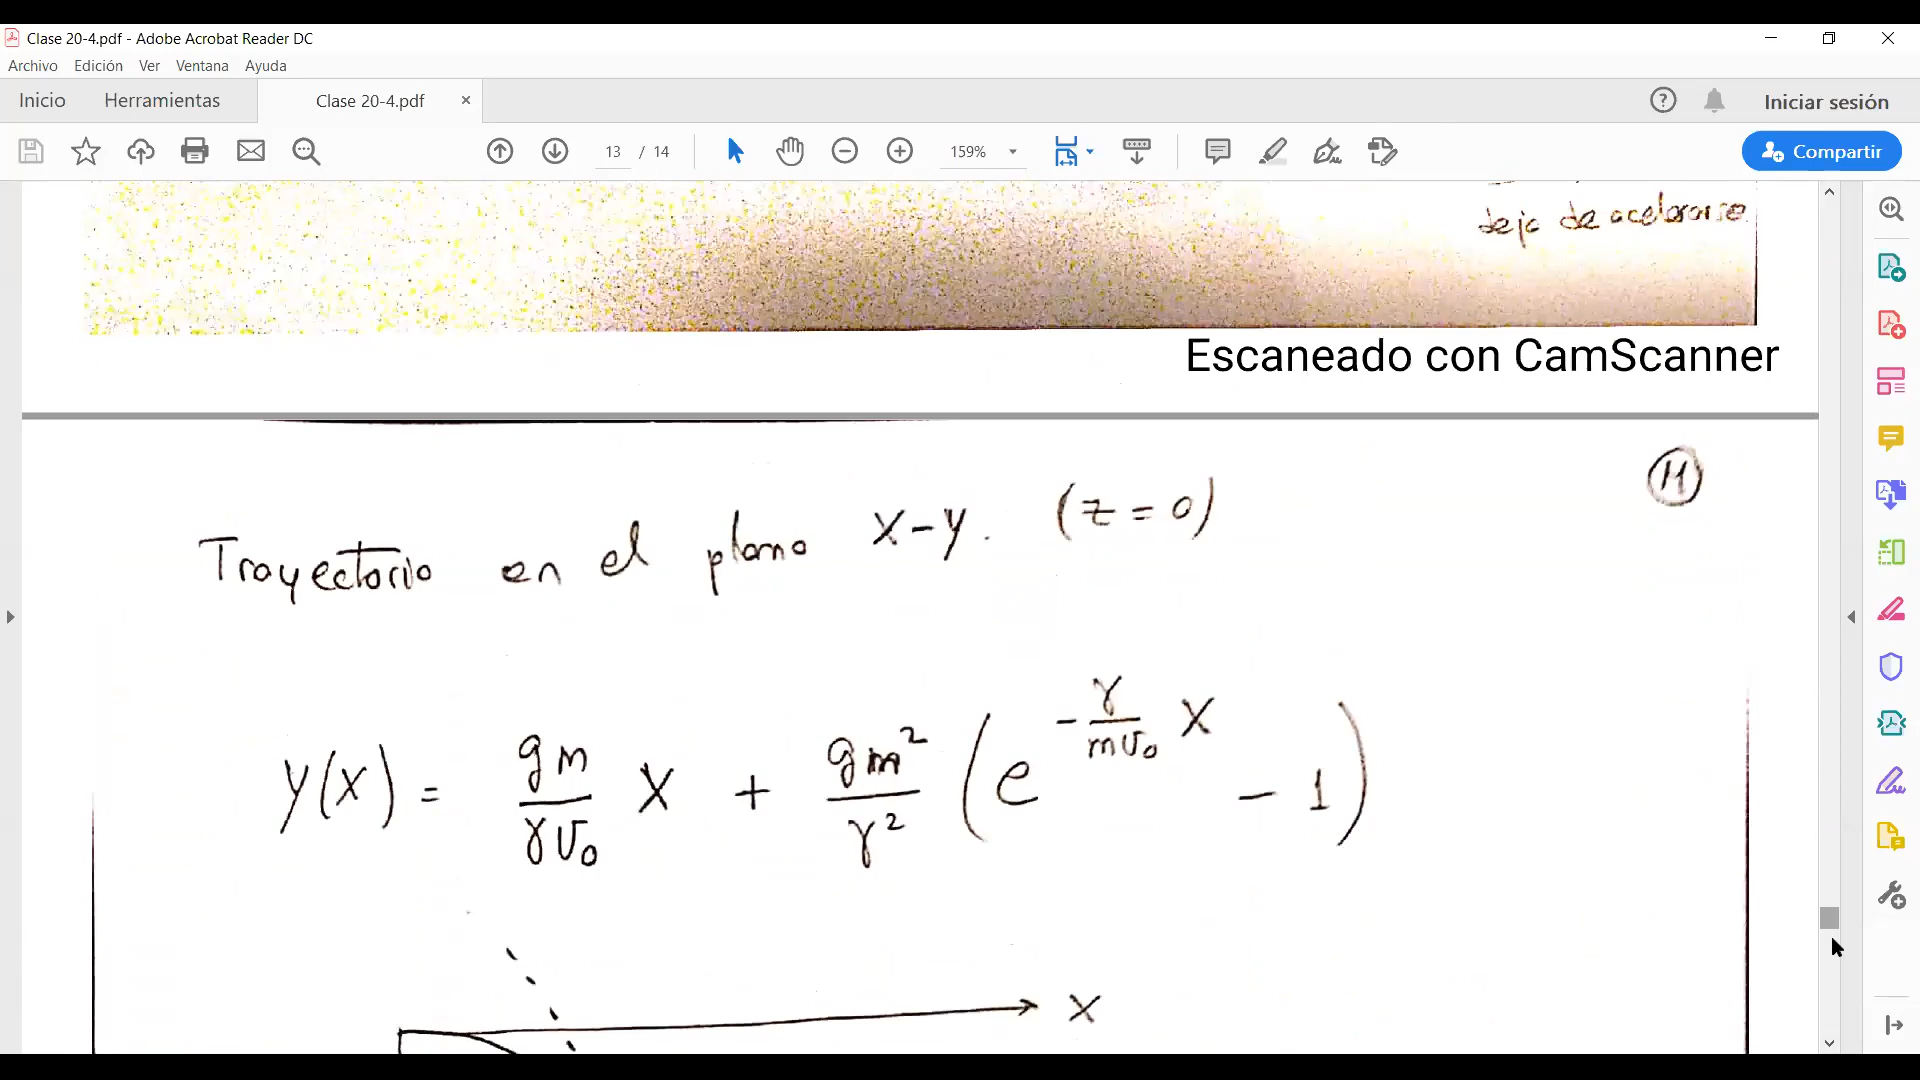 Clase 20-4.pdf - Adobe Acrobat Reader DC
Archivo Edición Ver Ventana Ayuda
Inicio Herramientas Clase 20-4.pdf × Iniciar sesión
13 / 14 159% Compartir
deja de acelerarse
Escaneado con CamScanner
Trayectoria en el plano X-Y. (z = 0)
Y(X) = gm/γv₀ X + gm²/γ² (e^(-γ/mv₀ X) - 1)
X